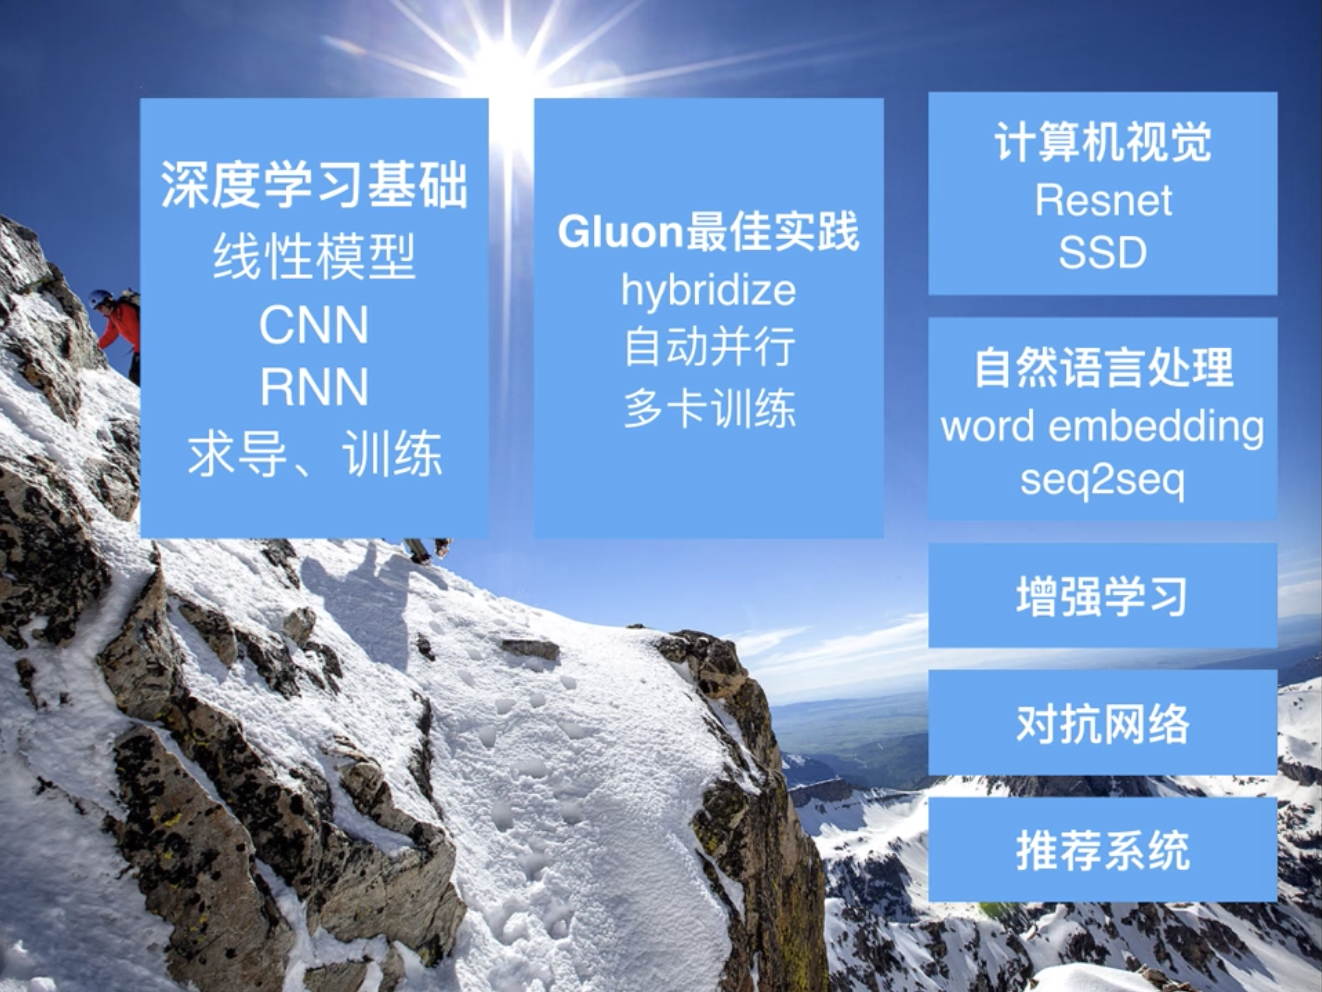 深度学习基础
线性模型
CNN
RNN
求导、训练
Gluon最佳实践
hybridize
自动并行
多卡训练
计算机视觉
Resnet
SSD
自然语言处理
word embedding
seq2seq
增强学习
对抗网络
推荐系统